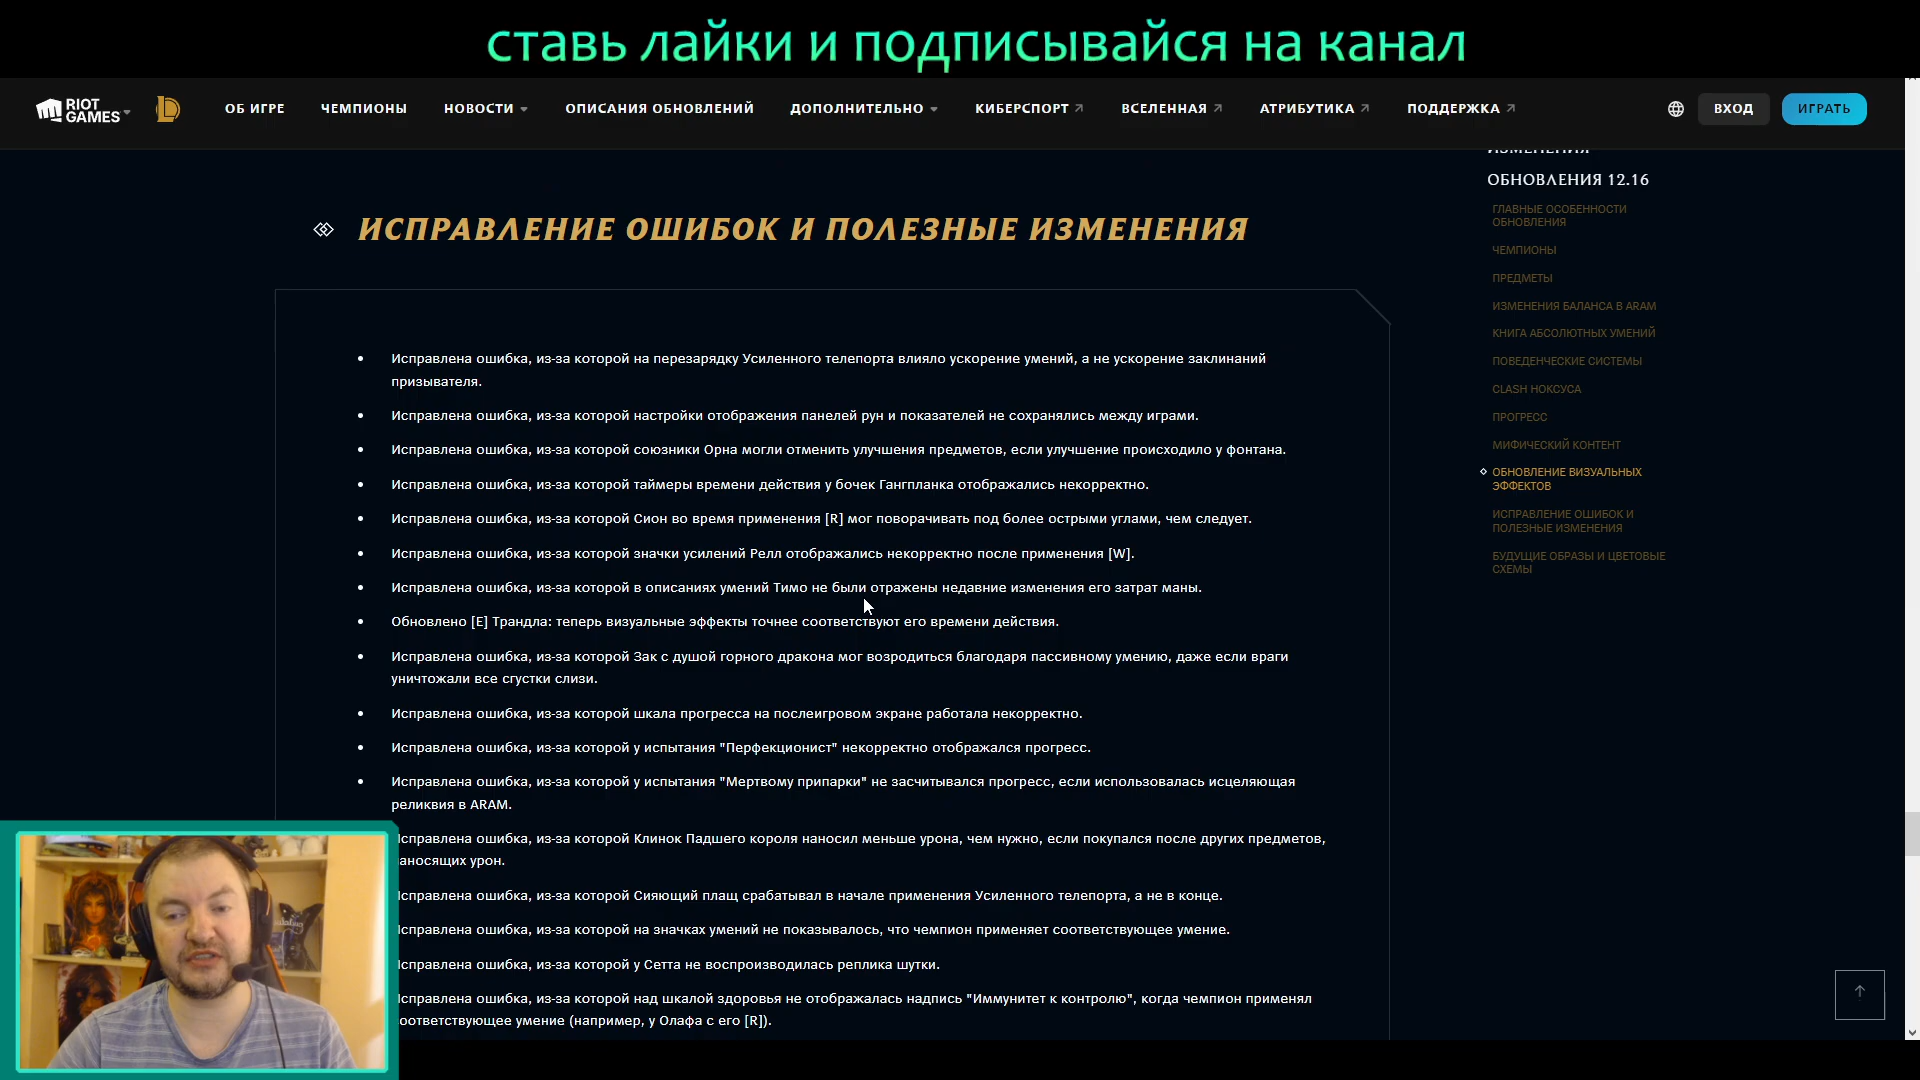 ставь лайки и подписывайся на канал
RIOT GAMES
ОБ ИГРЕ ЧЕМПИОНЫ НОВОСТИ ОПИСАНИЯ ОБНОВЛЕНИЙ ДОПОЛНИТЕЛЬНО КИБЕРСПОРТ ВСЕЛЕННАЯ АТРИБУТИКА ПОДДЕРЖКА ВХОД ИГРАТЬ
ИСПРАВЛЕНИЕ ОШИБОК И ПОЛЕЗНЫЕ ИЗМЕНЕНИЯ
Исправлена ошибка, из-за которой на перезарядку Усиленного телепорта влияло ускорение умений, а не ускорение заклинаний
призывателя.
Исправлена ошибка, из-за которой настройки отображения панелей рун и показателей не сохранялись между играми.
Исправлена ошибка, из-за которой союзники Орна могли отменить улучшения предметов, если улучшение происходило у фонтана.
Исправлена ошибка, из-за которой таймеры времени действия у бочек Гангпланка отображались некорректно.
Исправлена ошибка, из-за которой Сион во время применения [R] мог поворачивать под более острыми углами, чем следует.
Исправлена ошибка, из-за которой значки усилений Релл отображались некорректно после применения [W].
Исправлена ошибка, из-за которой в описаниях умений Тимо не были отражены недавние изменения его затрат маны.
Обновлено [E] Трандла: теперь визуальные эффекты точнее соответствуют его времени действия.
Исправлена ошибка, из-за которой Зак с душой горного дракона мог возродиться благодаря пассивному умению, даже если враги
уничтожали все сгустки слизи.
Исправлена ошибка, из-за которой шкала прогресса на послеигровом экране работала некорректно.
Исправлена ошибка, из-за которой у испытания "Перфекционист" некорректно отображался прогресс.
Исправлена ошибка, из-за которой у испытания "Мертвому припарки" не засчитывался прогресс, если использовалась исцеляющая
реликвия в ARAM.
справлена ошибка, из-за которой Клинок Падшего короля наносил меньше урона, чем нужно, если покупался после других предметов,
аносящих урон.
справлена ошибка, из-за которой Сияющий плащ срабатывал в начале применения Усиленного телепорта, а не в конце.
справлена ошибка, из-за которой на значках умений не показывалось, что чемпион применяет соответствующее умение.
справлена ошибка, из-за которой у Сетта не воспроизводилась реплика шутки.
справлена ошибка, из-за которой над шкалой здоровья не отображалась надпись "Иммунитет к контролю", когда чемпион применял
оответствующее умение (например, у Олафа с его [R]).
ИЗМЕНЕНИЯ
ОБНОВЛЕНИЯ 12.16
ГЛАВНЫЕ ОСОБЕННОСТИ
ОБНОВЛЕНИЯ
ЧЕМПИОНЫ
ПРЕДМЕТЫ
ИЗМЕНЕНИЯ БАЛАНСА В ARAM
КНИГА АБСОЛЮТНЫХ УМЕНИЙ
ПОВЕДЕНЧЕСКИЕ СИСТЕМЫ
CLASH НОКСУСА
ПРОГРЕСС
МИФИЧЕСКИЙ КОНТЕНТ
ОБНОВЛЕНИЕ ВИЗУАЛЬНЫХ
ЭФФЕКТОВ
ИСПРАВЛЕНИЕ ОШИБОК И
ПОЛЕЗНЫЕ ИЗМЕНЕНИЯ
БУДУЩИЕ ОБРАЗЫ И ЦВЕТОВЫЕ
СХЕМЫ